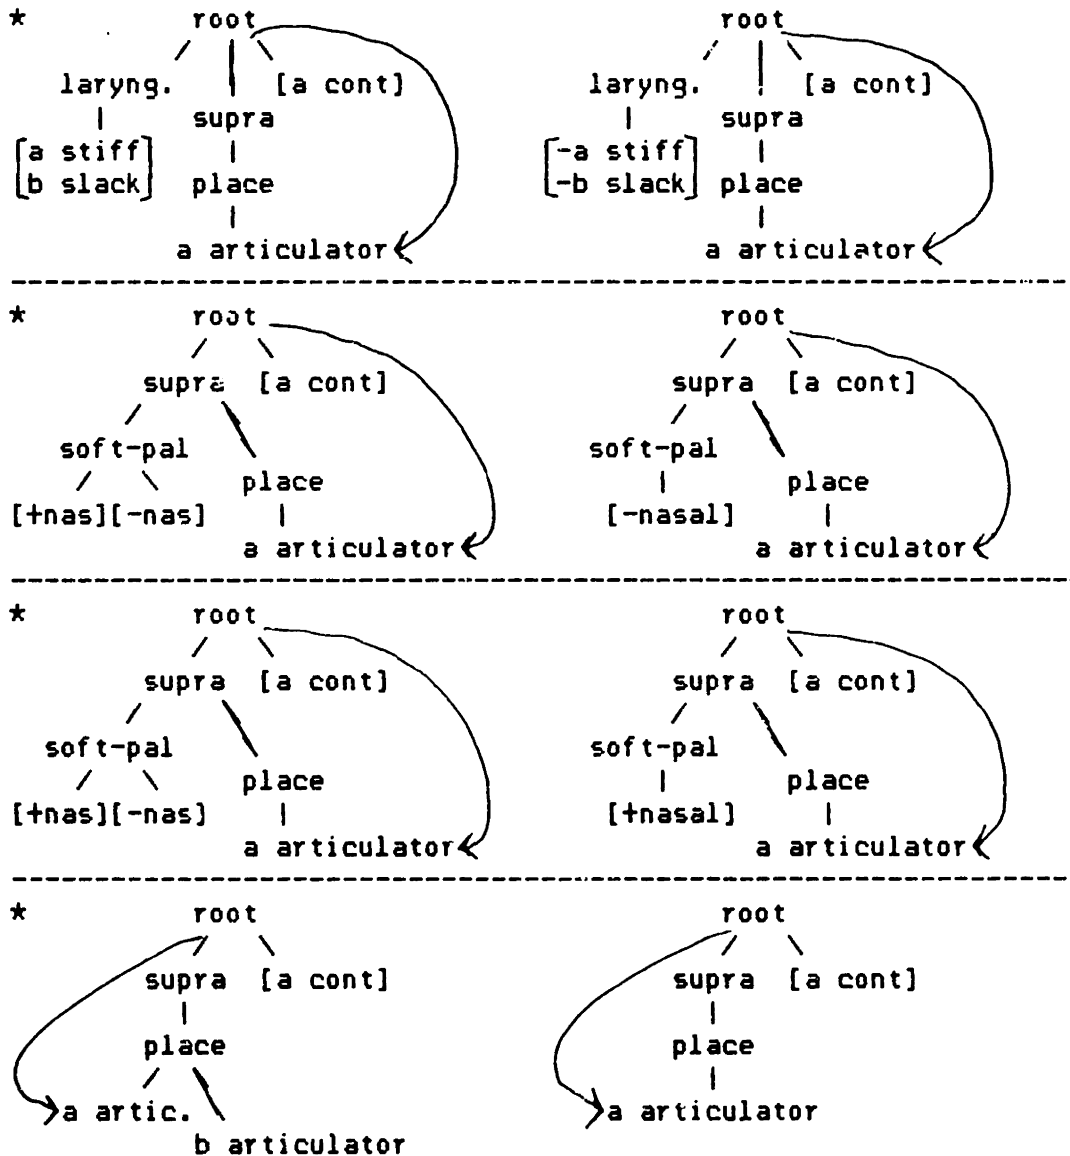 * root root
laryng. [a cont] laryng. [a cont]
supra supra
[a stiff] [-a stiff]
[b slack] place [-b slack] place
a articulator a articulator
* root root
supra [a cont] supra [a cont]
soft-pal soft-pal
place place
[+nas][-nas] [-nasal]
a articulator a articulator
* root root
supra [a cont] supra [a cont]
soft-pal soft-pal
place place
[+nas][-nas] [+nasal]
a articulator a articulator
* root root
supra [a cont] supra [a cont]
place place
a artic. a articulator
b articulator